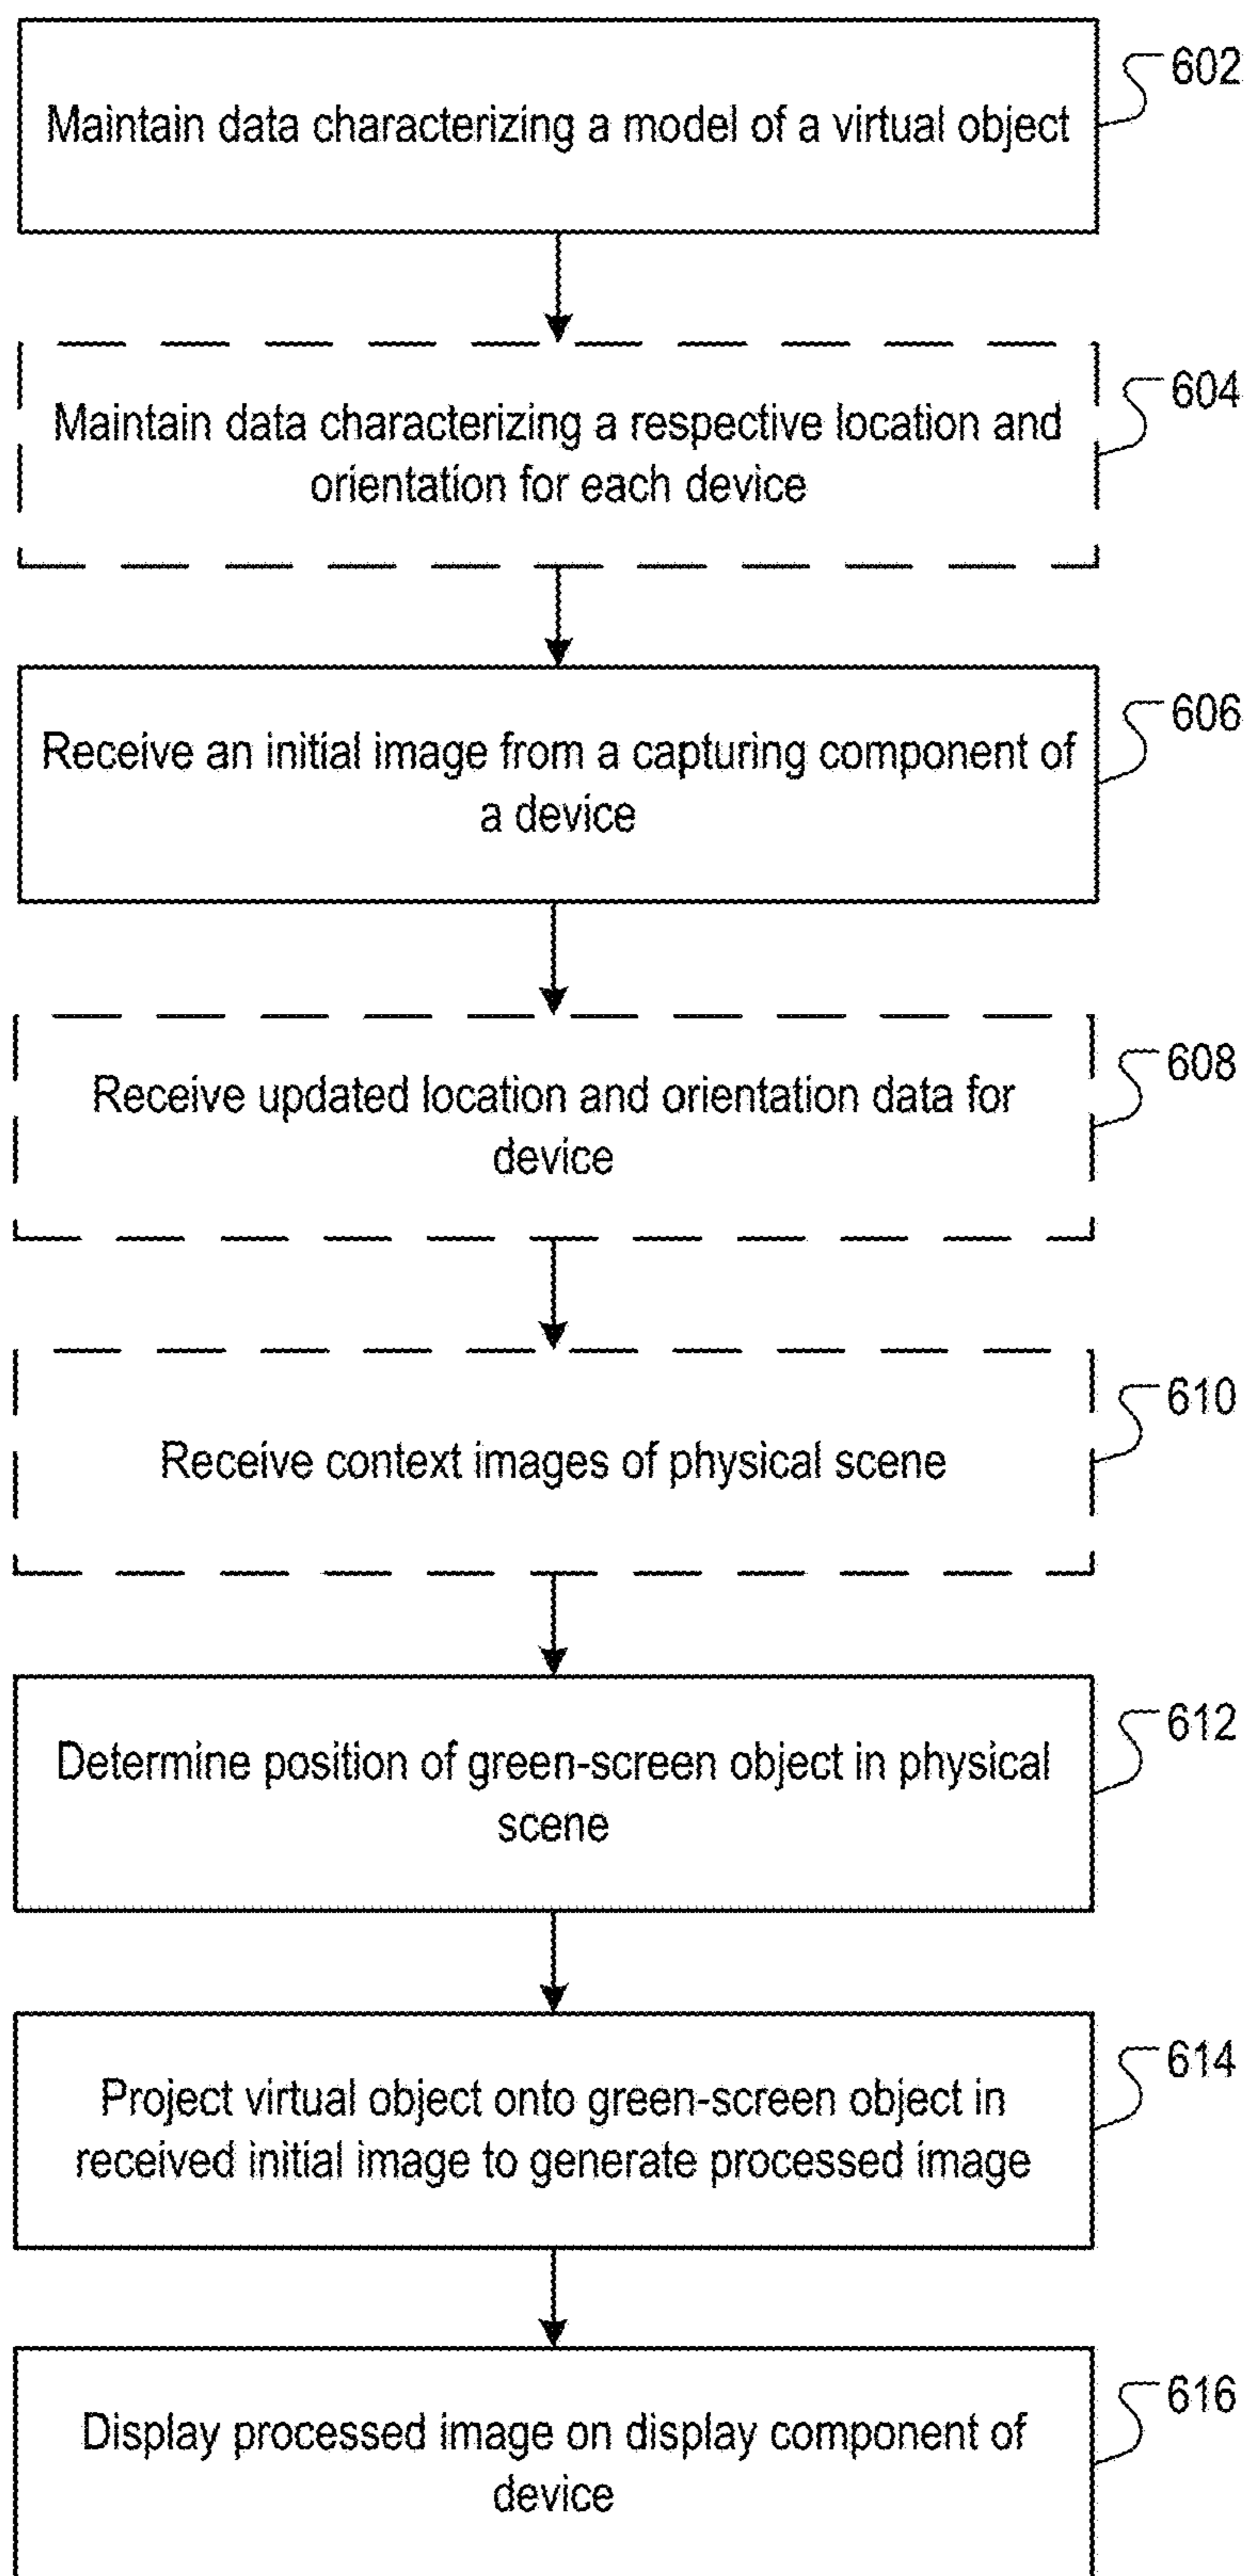 Maintain data characterizing a model of a virtual object
602
Maintain data characterizing a respective location and
orientation for each device
604
Receive an initial image from a capturing component of
a device
606
Receive updated location and orientation data for
device
608
Receive context images of physical scene
610
Determine position of green-screen object in physical
scene
612
Project virtual object onto green-screen object in
received initial image to generate processed image
614
Display processed image on display component of
device
616